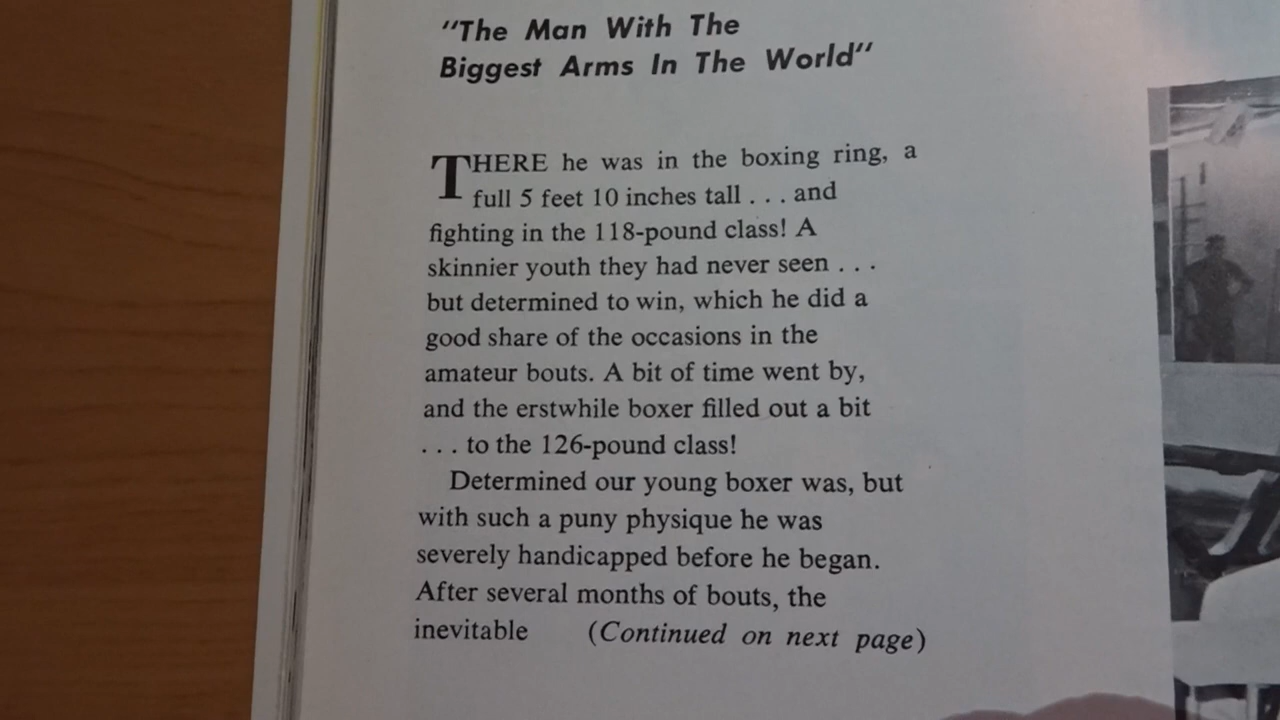 "The Man With The
Biggest Arms In The World"
THERE he was in the boxing ring, a
full 5 feet 10 inches tall . . . and
fighting in the 118-pound class! A
skinnier youth they had never seen . . .
but determined to win, which he did a
good share of the occasions in the
amateur bouts. A bit of time went by,
and the erstwhile boxer filled out a bit
. . . to the 126-pound class!
Determined our young boxer was, but
with such a puny physique he was
severely handicapped before he began.
After several months of bouts, the
inevitable (Continued on next page)